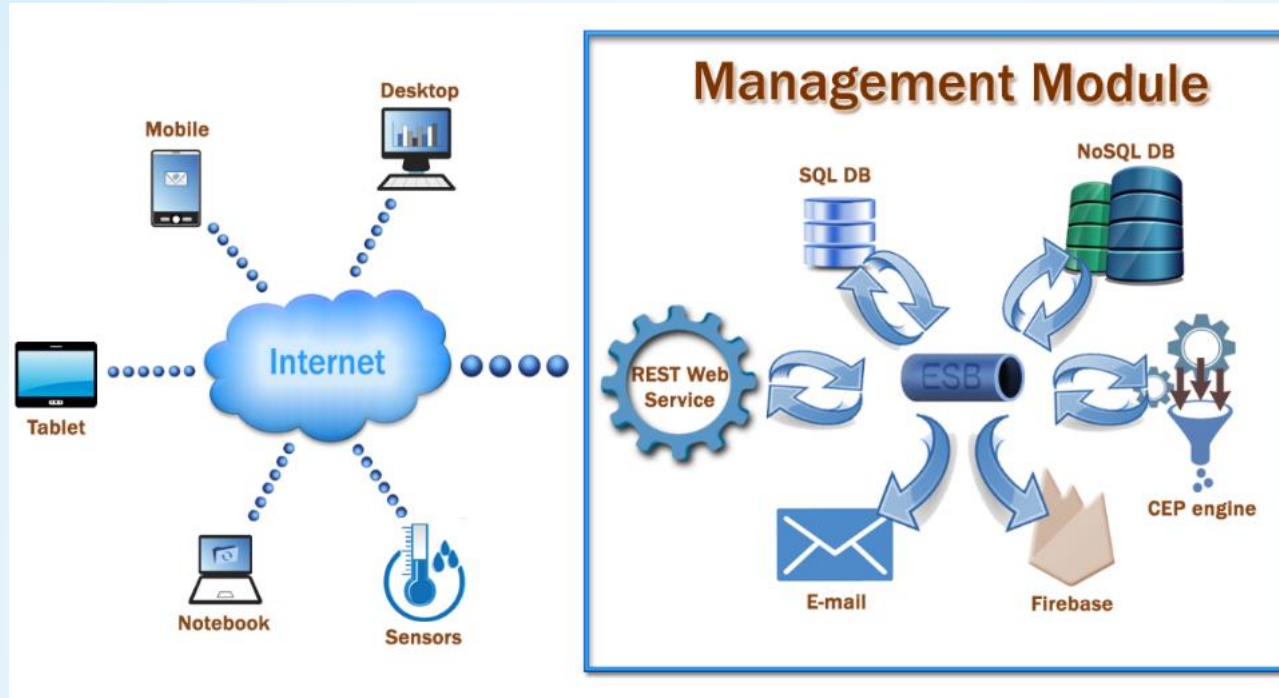 Management Module
Desktop
Mobile
NoSQL DB
SQL DB
Internet
REST Web
Service
ESB
Tablet
CEP engine
E-mail
Firebase
Notebook
Sensors